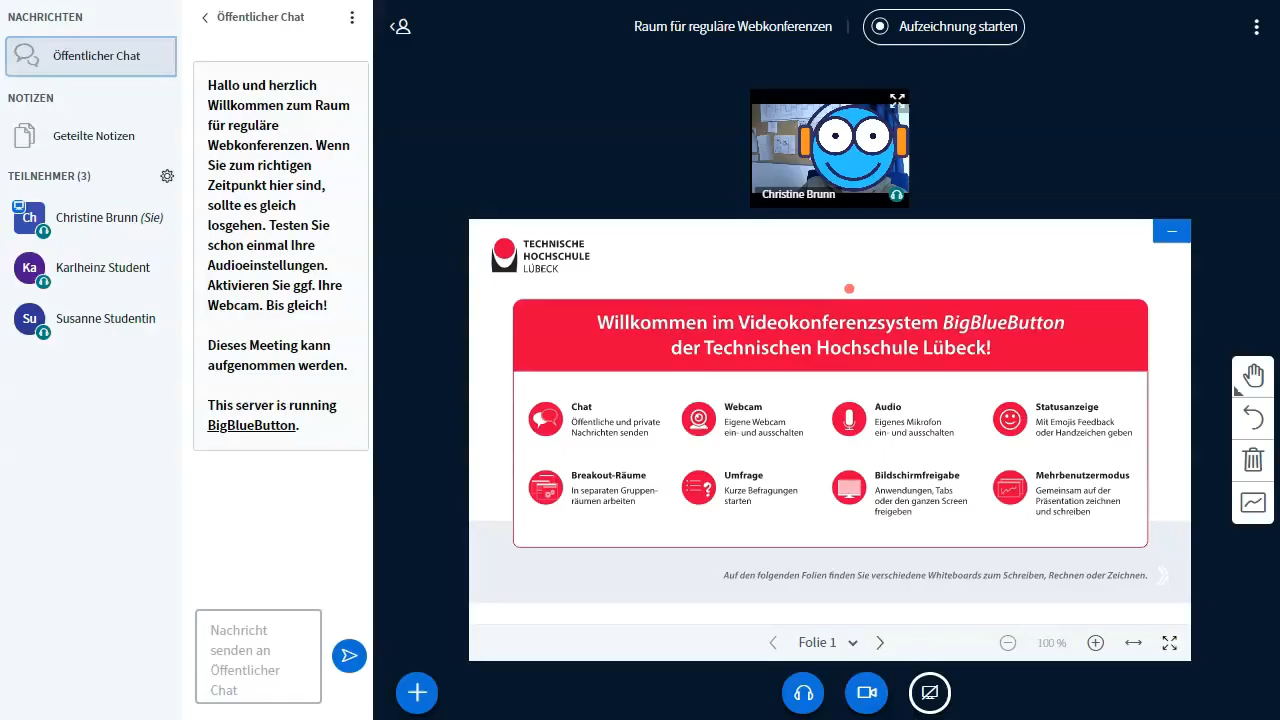 NACHRICHTEN
Öffentlicher Chat
NOTIZEN
Geteilte Notizen
TEILNEHMER (3)
Ch
Christine Brunn (Sie)
Ka
Karlheinz Student
Su
Susanne Studentin
Öffentlicher Chat
Hallo und herzlich
Willkommen zum Raum
für reguläre
Webkonferenzen. Wenn
Sie zum richtigen
Zeitpunkt hier sind,
sollte es gleich
losgehen. Testen Sie
schon einmal Ihre
Audioeinstellungen.
Aktivieren Sie ggf. Ihre
Webcam. Bis gleich!
Dieses Meeting kann
aufgenommen werden.
This server is running
BigBlueButton.
Nachricht
senden an
Öffentlicher
Chat
Raum für reguläre Webkonferenzen
Aufzeichnung starten
Christine Brunn
TECHNISCHE
HOCHSCHULE
LÜBECK
Willkommen im Videokonferenzsystem BigBlueButton
der Technischen Hochschule Lübeck!
Chat
Öffentliche und private
Nachrichten senden
Webcam
Eigene Webcam
ein- und ausschalten
Audio
Eigenes Mikrofon
ein- und ausschalten
Statusanzeige
Mit Emojis Feedback
oder Handzeichen geben
Breakout-Räume
In separaten Gruppen-
räumen arbeiten
Umfrage
Kurze Befragungen
starten
Bildschirmfreigabe
Anwendungen, Tabs
oder den ganzen Screen
freigeben
Mehrbenutzermodus
Gemeinsam auf der
Präsentation zeichnen
und schreiben
Auf den folgenden Folien finden Sie verschiedene Whiteboards zum Schreiben, Rechnen oder Zeichnen.
Folie 1
100 %